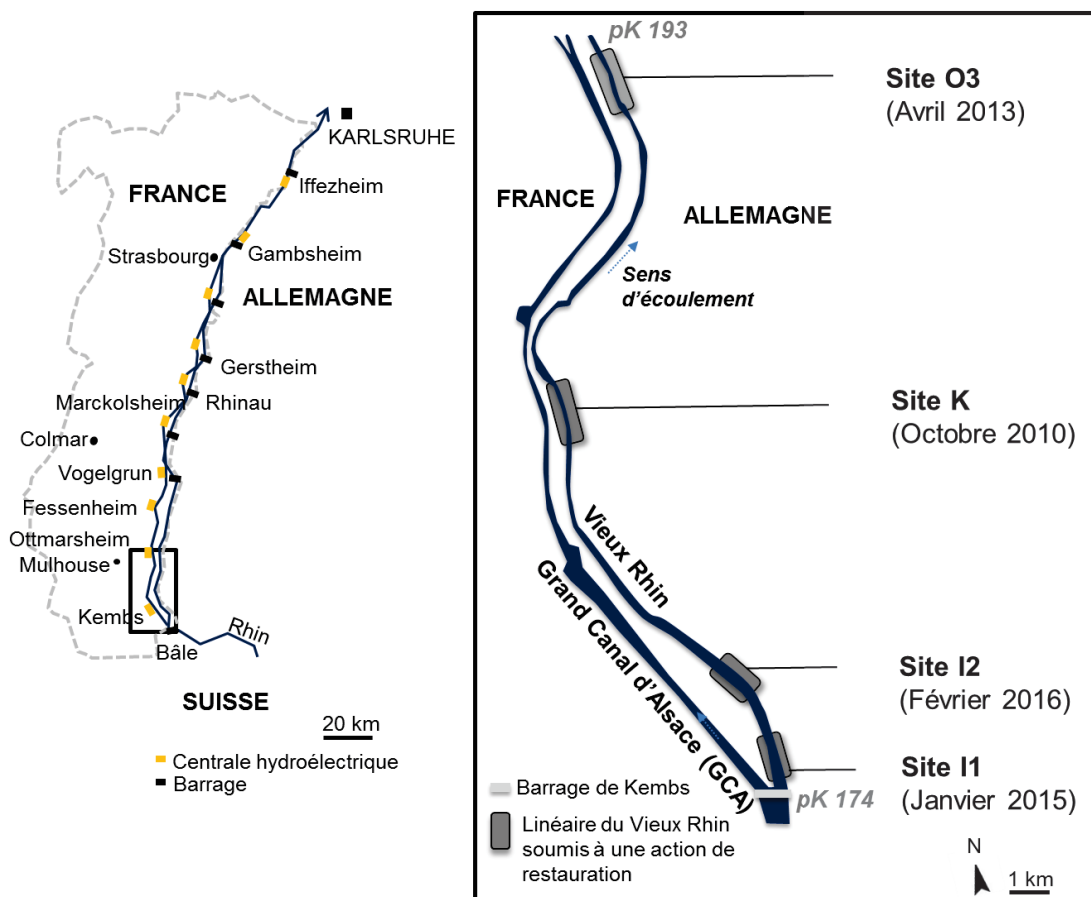 KARLSRUHE
FRANCE
Iffezheim
Strasbourg
Gambsheim
ALLEMAGNE
Gerstheim
Marckolsheim
Rhinau
Colmar
Vogelgrun
Fessenheim
Ottmarsheim
Mulhouse
Kembs
Rhin
Bâle
SUISSE
20 km
Centrale hydroélectrique
Barrage
pK 193
Site O3
(Avril 2013)
FRANCE
ALLEMAGNE
Sens
d'écoulement
Site K
(Octobre 2010)
Vieux Rhin
Grand Canal d'Alsace (GCA)
Site I2
(Février 2016)
Site I1
(Janvier 2015)
Barrage de Kembs
pK 174
Linéaire du Vieux Rhin
soumis à une action de
restauration
N
1 km